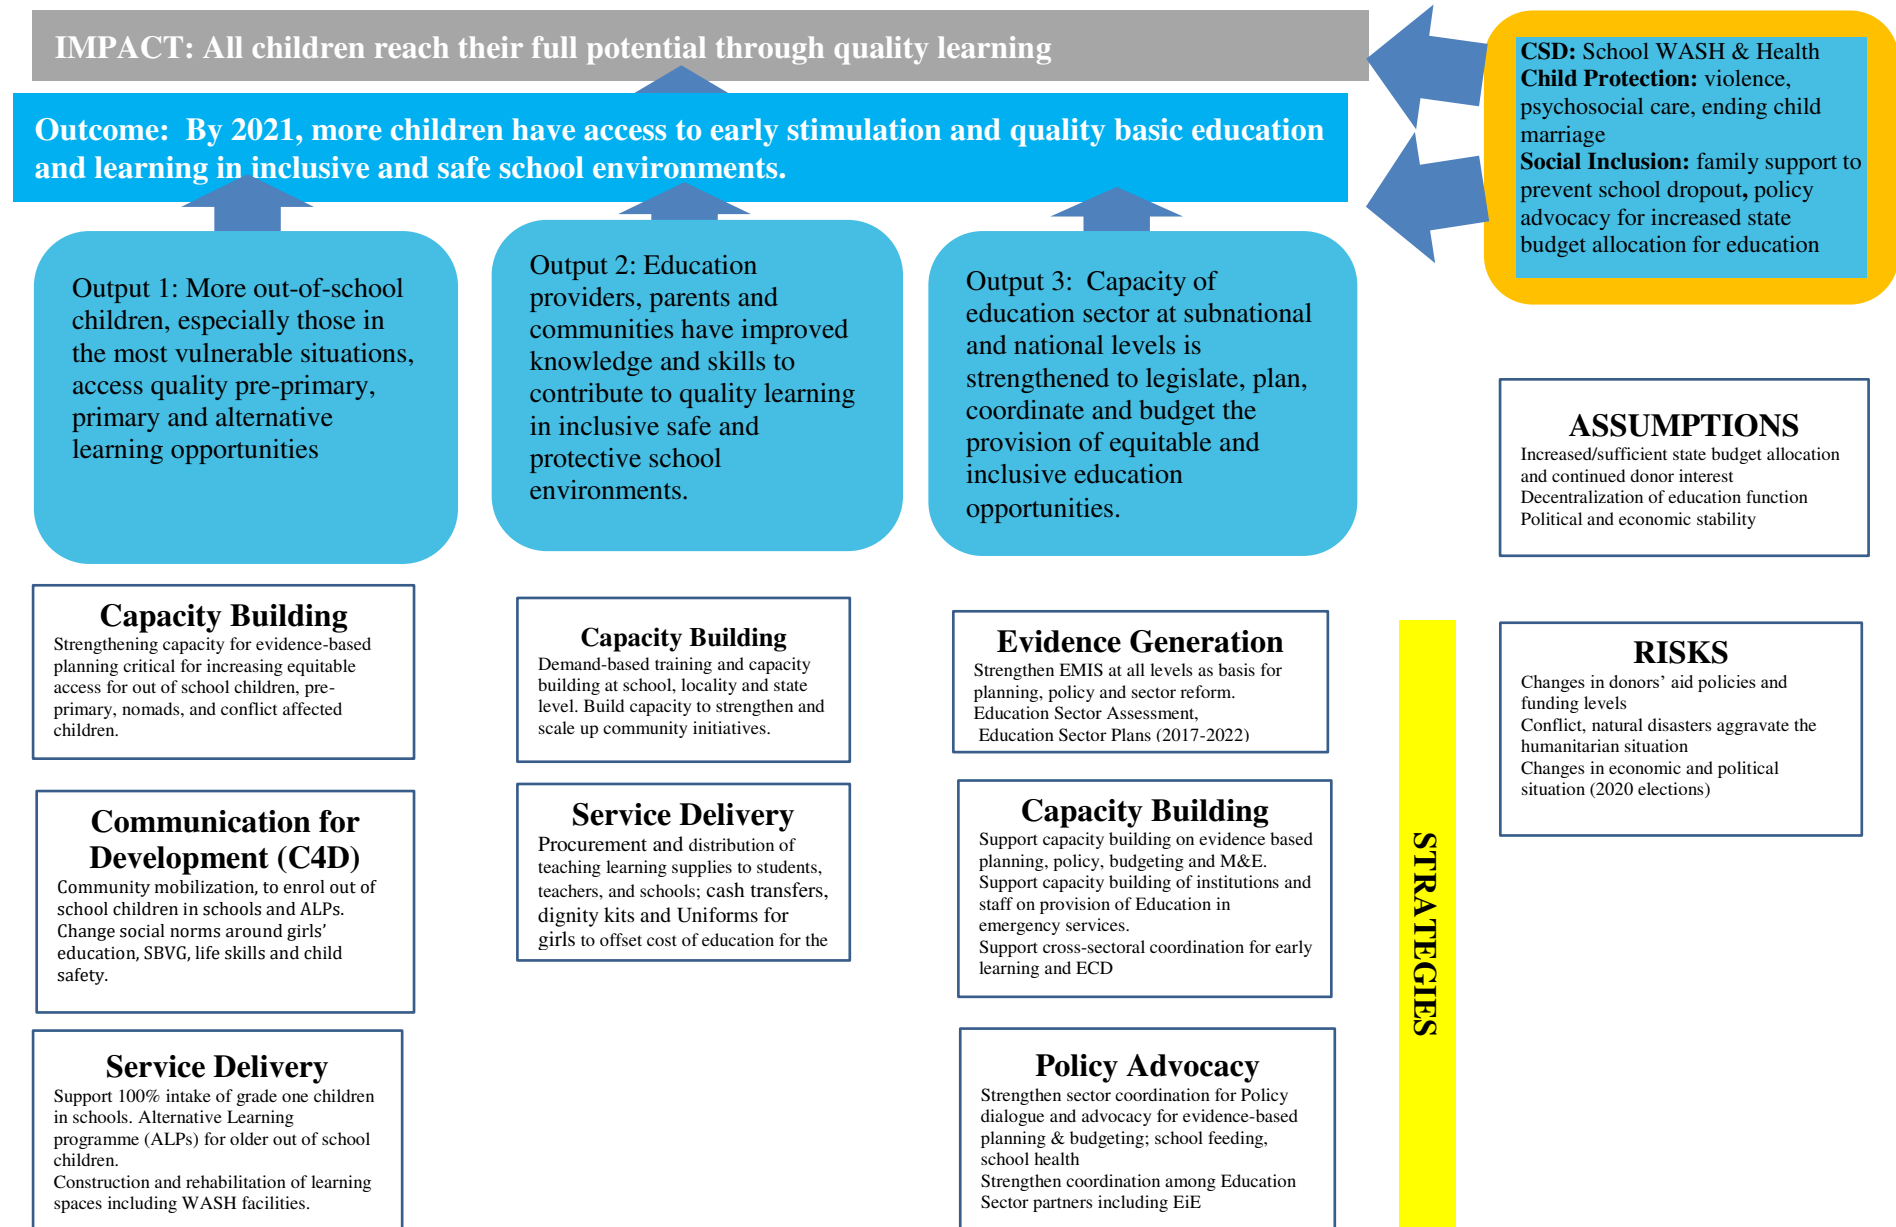 IMPACT: All children reach their full potential through quality learning
Outcome:  By 2021, more children have access to early stimulation and quality basic education
and learning in inclusive and safe school environments.
CSD: School WASH & Health
Child Protection: violence,
psychosocial care, ending child
marriage
Social Inclusion: family support to
prevent school dropout, policy
advocacy for increased state
budget allocation for education
Output 1: More out-of-school
children, especially those in
the most vulnerable situations,
access quality pre-primary,
primary and alternative
learning opportunities
Output 2: Education
providers, parents and
communities have improved
knowledge and skills to
contribute to quality learning
in inclusive safe and
protective school
environments.
Output 3:  Capacity of
education sector at subnational
and national levels is
strengthened to legislate, plan,
coordinate and budget the
provision of equitable and
inclusive education
opportunities.
ASSUMPTIONS
Increased/sufficient state budget allocation
and continued donor interest
Decentralization of education function
Political and economic stability
Capacity Building
Strengthening capacity for evidence-based
planning critical for increasing equitable
access for out of school children, pre-
primary, nomads, and conflict affected
children.
Communication for
Development (C4D)
Community mobilization, to enrol out of
school children in schools and ALPs.
Change social norms around girls'
education, SBVG, life skills and child
safety.
Service Delivery
Support 100% intake of grade one children
in schools. Alternative Learning
programme (ALPs) for older out of school
children.
Construction and rehabilitation of learning
spaces including WASH facilities.
Capacity Building
Demand-based training and capacity
building at school, locality and state
level. Build capacity to strengthen and
scale up community initiatives.
Service Delivery
Procurement and distribution of
teaching learning supplies to students,
teachers, and schools; cash transfers,
dignity kits and Uniforms for
girls to offset cost of education for the
Evidence Generation
Strengthen EMIS at all levels as basis for
planning, policy and sector reform.
Education Sector Assessment,
Education Sector Plans (2017-2022)
Capacity Building
Support capacity building on evidence based
planning, policy, budgeting and M&E.
Support capacity building of institutions and
staff on provision of Education in
emergency services.
Support cross-sectoral coordination for early
learning and ECD
Policy Advocacy
Strengthen sector coordination for Policy
dialogue and advocacy for evidence-based
planning & budgeting; school feeding,
school health
Strengthen coordination among Education
Sector partners including EiE
STRATEGIES
RISKS
Changes in donors' aid policies and
funding levels
Conflict, natural disasters aggravate the
humanitarian situation
Changes in economic and political
situation (2020 elections)